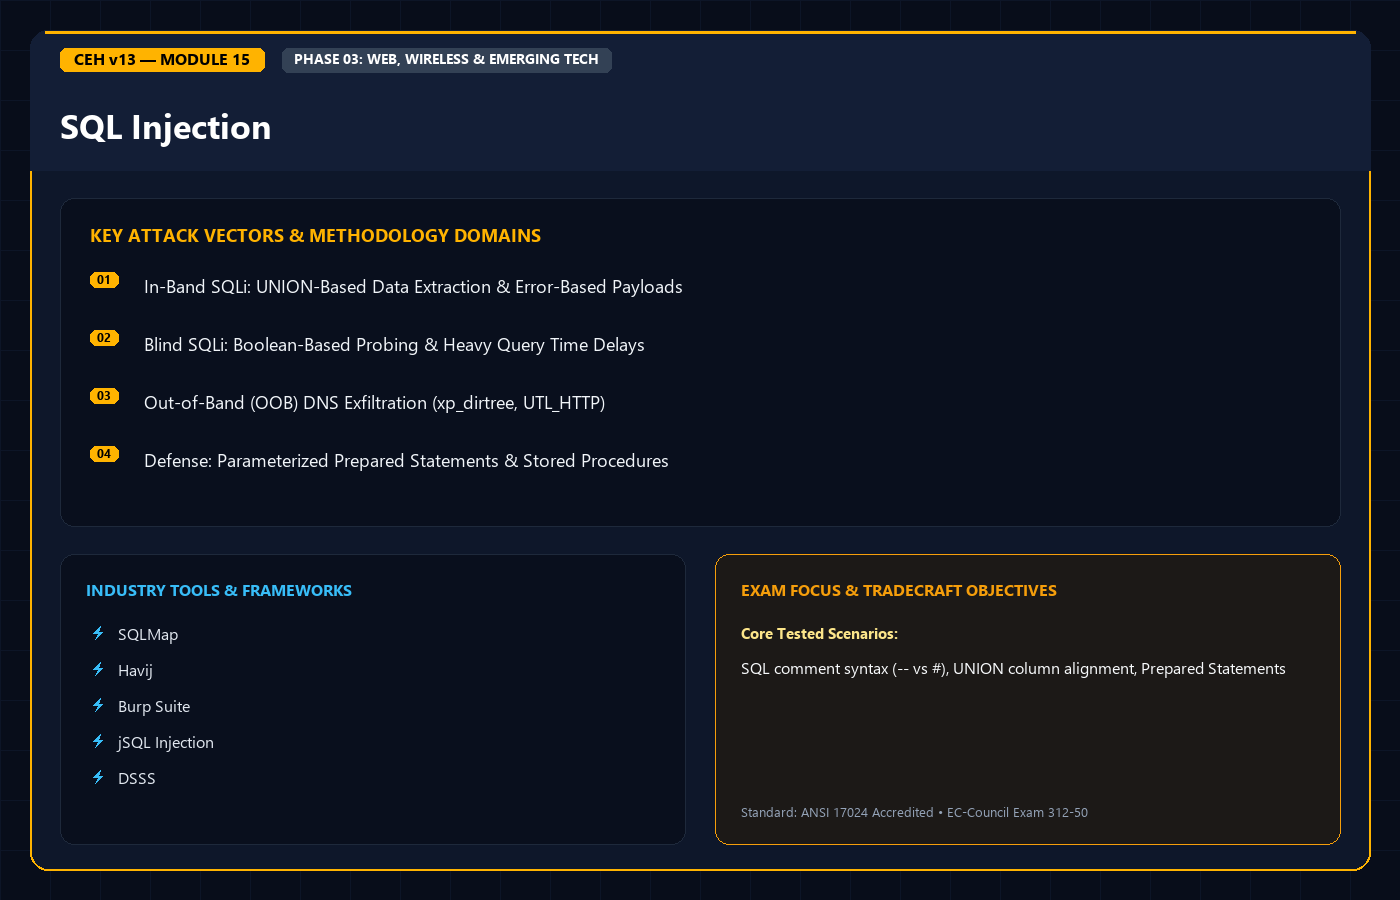 CEH v13 — MODULE 15
PHASE 03: WEB, WIRELESS & EMERGING TECH
SQL Injection
KEY ATTACK VECTORS & METHODOLOGY DOMAINS
01 In-Band SQLi: UNION-Based Data Extraction & Error-Based Payloads
02 Blind SQLi: Boolean-Based Probing & Heavy Query Time Delays
03 Out-of-Band (OOB) DNS Exfiltration (xp_dirtree, UTL_HTTP)
04 Defense: Parameterized Prepared Statements & Stored Procedures
INDUSTRY TOOLS & FRAMEWORKS
SQLMap
Havij
Burp Suite
jSQL Injection
DSSS
EXAM FOCUS & TRADECRAFT OBJECTIVES
Core Tested Scenarios:
SQL comment syntax (-- vs #), UNION column alignment, Prepared Statements
Standard: ANSI 17024 Accredited • EC-Council Exam 312-50